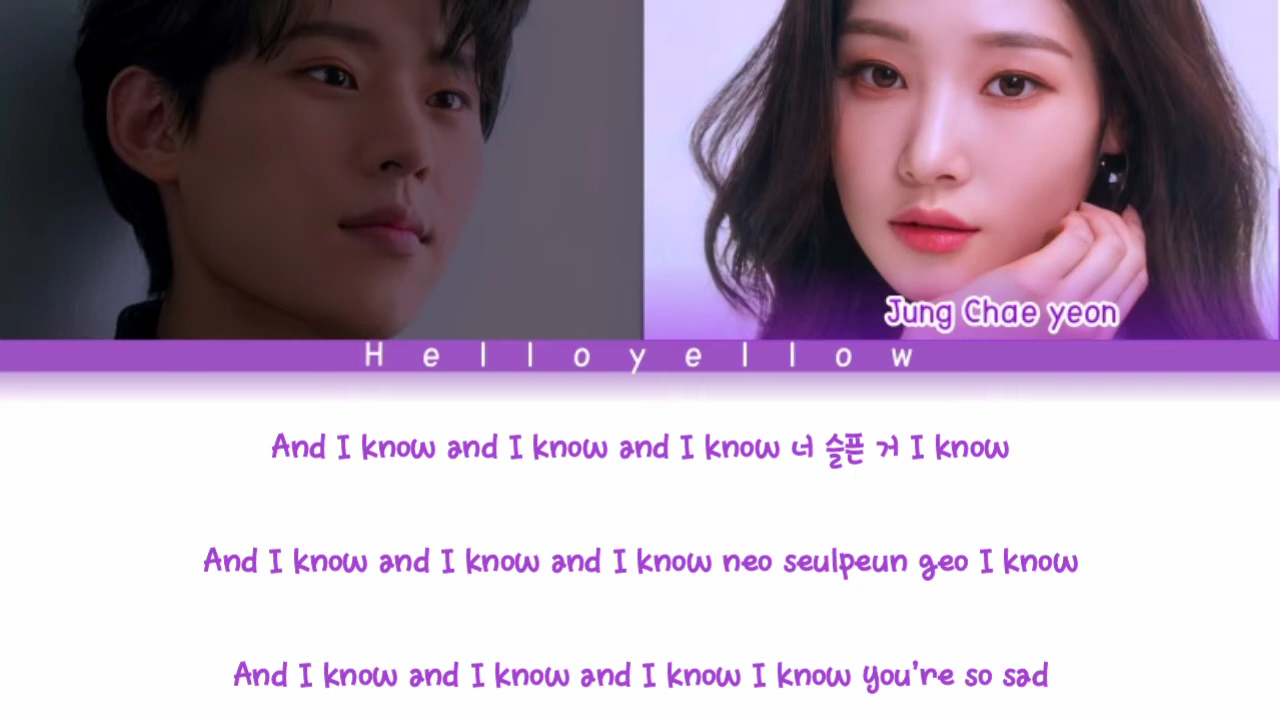 Jung Chae yeon
Helloyellow
And I know and I know and I know 너 슬픈 거 I know
And I know and I know and I know neo seulpeun geo I know
And I know and I know and I know I know you're so sad